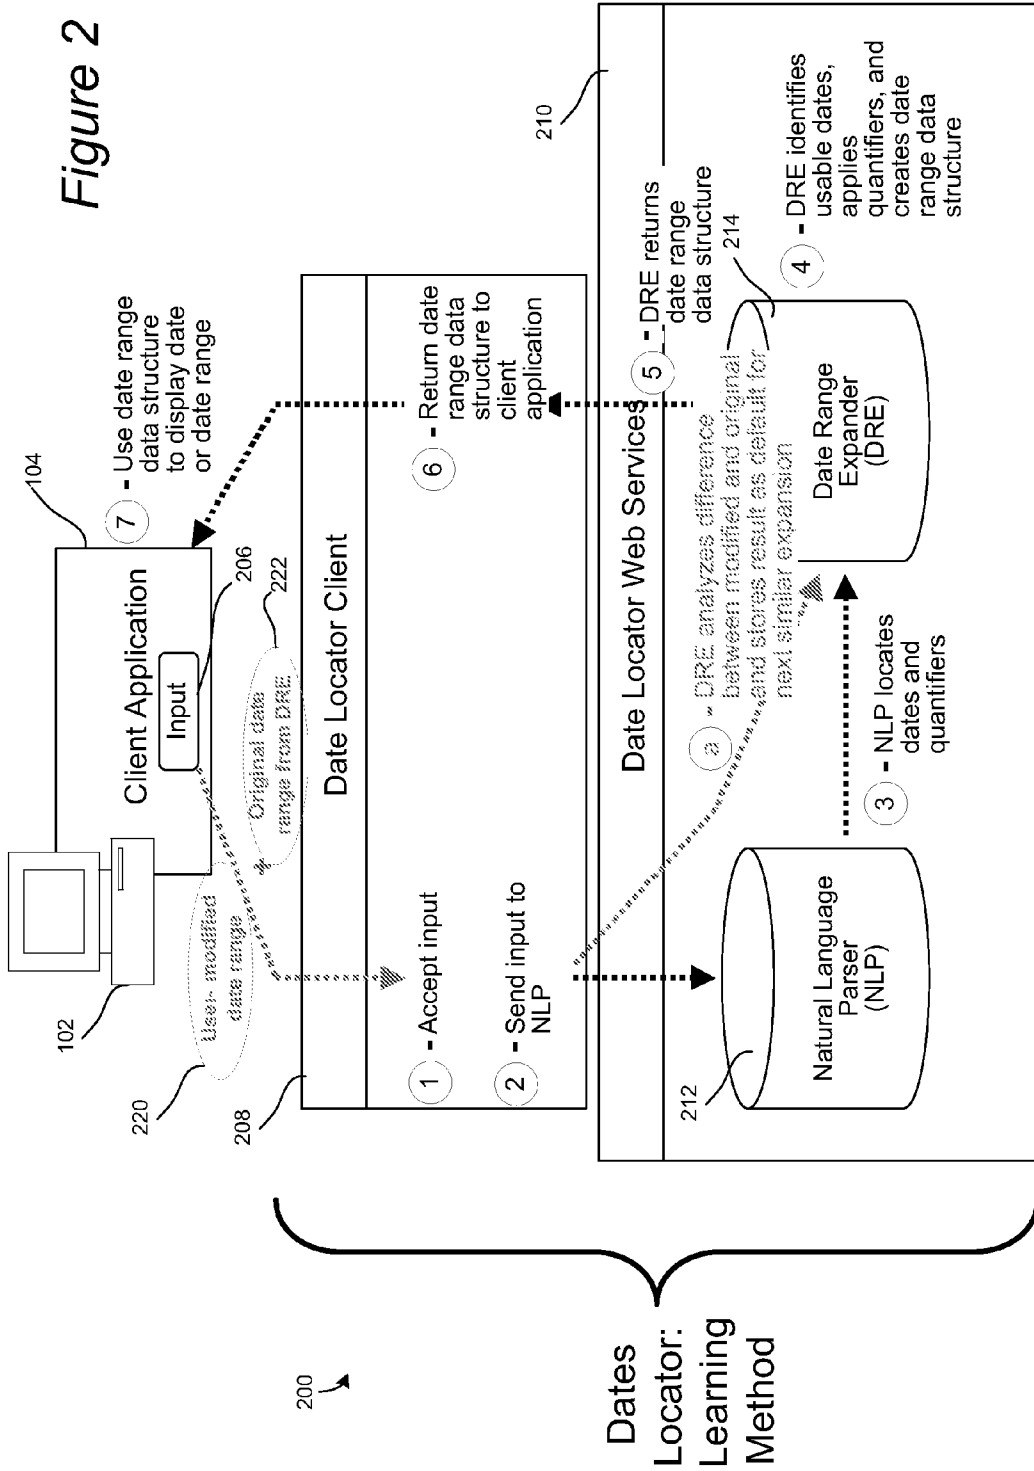 Figure 2
104
Client Application
Input
206
102
220
User- modified
date range
+
Original date
range from DRE
222
7 - Use date range
data structure
to display date
or date range
208
Date Locator Client
1 - Accept input
2 - Send input to
NLP
6 - Return date
range data
structure to
client
application
210
Date Locator Web Services
5 - DRE returns
date range
data structure
a - DRE analyzes difference
between modified and original
and stores result as default for
next similar expansion
212
Natural Language
Parser
(NLP)
3 - NLP locates
dates and
quantifiers
214
Date Range
Expander
(DRE)
4 - DRE identifies
usable dates,
applies
quantifiers, and
creates date
range data
structure
200
Dates
Locator:
Learning
Method